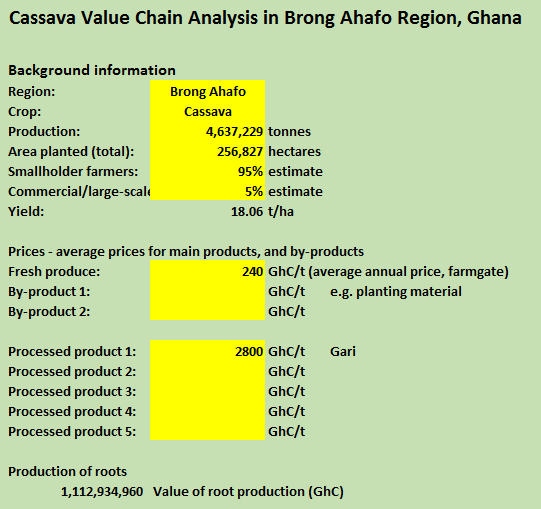 Cassava Value Chain Analysis in Brong Ahafo Region, Ghana
Background information
Region: Brong Ahafo
Crop: Cassava
Production: 4,637,229 tonnes
Area planted (total): 256,827 hectares
Smallholder farmers: 95% estimate
Commercial/large-scale 5% estimate
Yield: 18.06 t/ha
Prices - average prices for main products, and by-products
Fresh produce: 240 GhC/t (average annual price, farmgate)
By-product 1: GhC/t e.g. planting material
By-product 2: GhC/t
Processed product 1: 2800 GhC/t Gari
Processed product 2: GhC/t
Processed product 3: GhC/t
Processed product 4: GhC/t
Processed product 5: GhC/t
Production of roots
1,112,934,960 Value of root production (GhC)